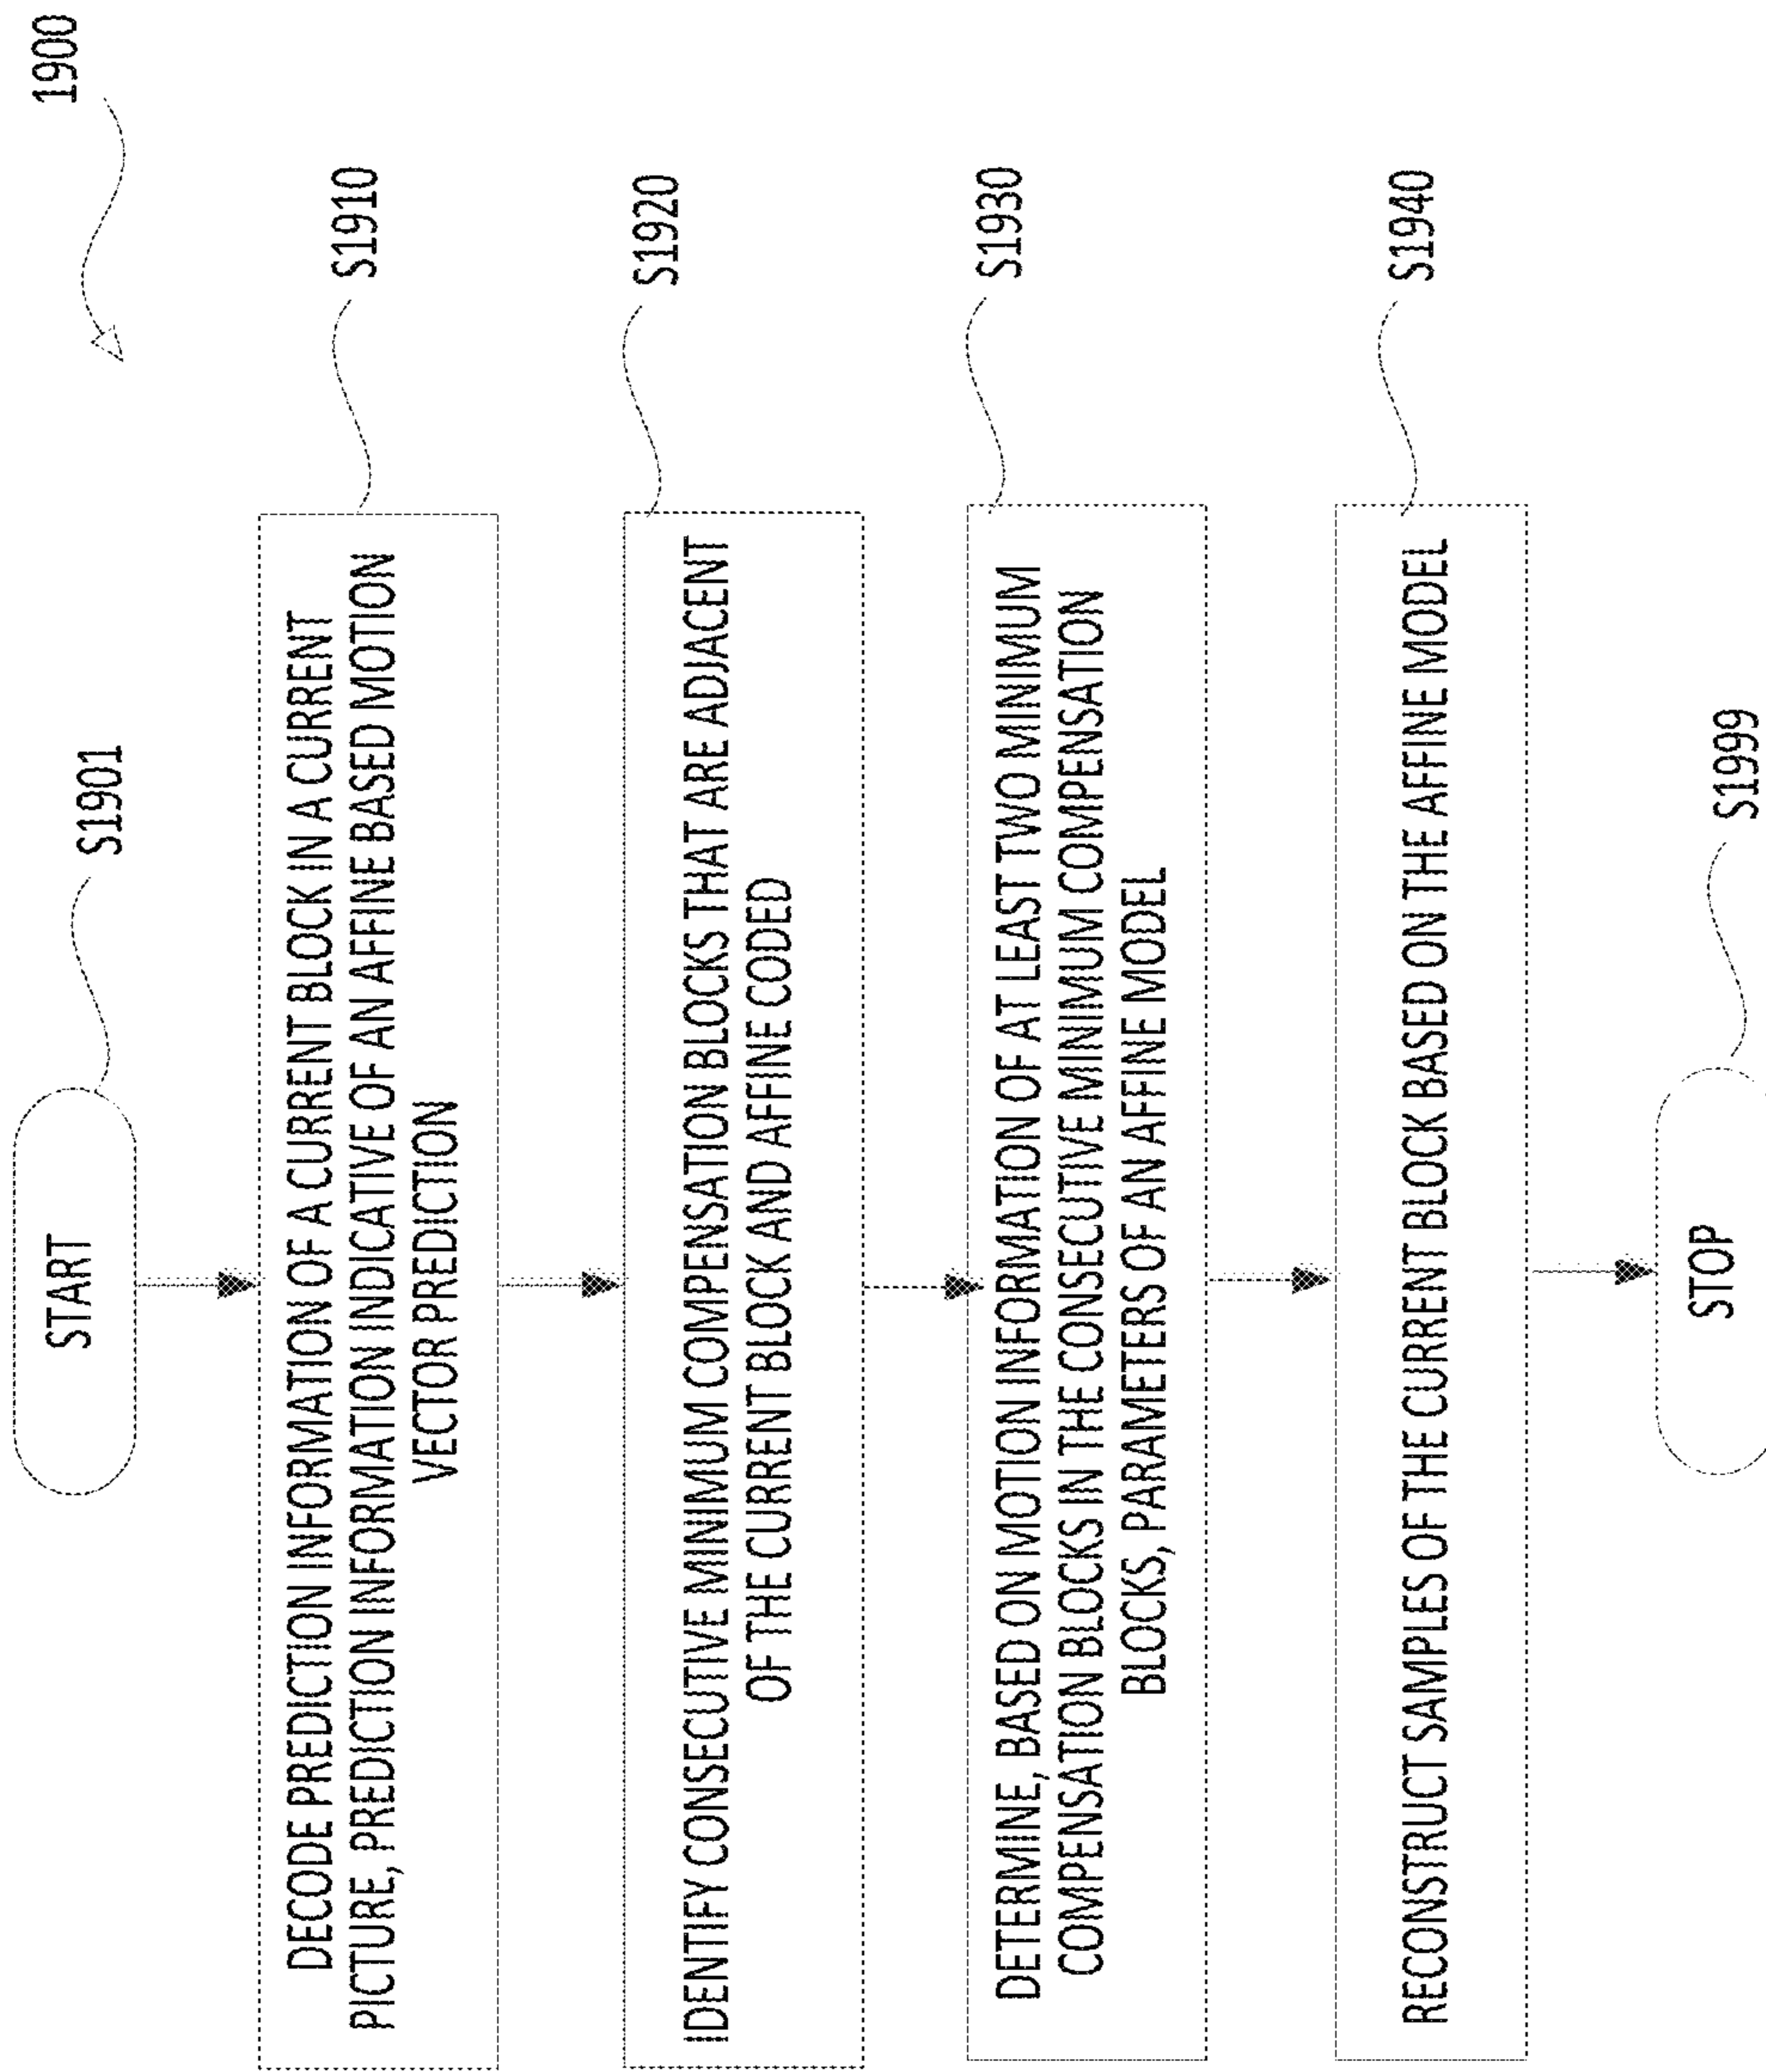 1900
START
S1901
DECODE PREDICTION INFORMATION OF A CURRENT BLOCK IN A CURRENT
PICTURE, PREDICTION INFORMATION INDICATIVE OF AN AFFINE BASED MOTION
VECTOR PREDICTION
S1910
IDENTIFY CONSECUTIVE MINIMUM COMPENSATION BLOCKS THAT ARE ADJACENT
OF THE CURRENT BLOCK AND AFFINE CODED
S1920
DETERMINE, BASED ON MOTION INFORMATION OF AT LEAST TWO MINIMUM
COMPENSATION BLOCKS IN THE CONSECUTIVE MINIMUM COMPENSATION
BLOCKS, PARAMETERS OF AN AFFINE MODEL
S1930
RECONSTRUCT SAMPLES OF THE CURRENT BLOCK BASED ON THE AFFINE MODEL
S1940
STOP
S1999